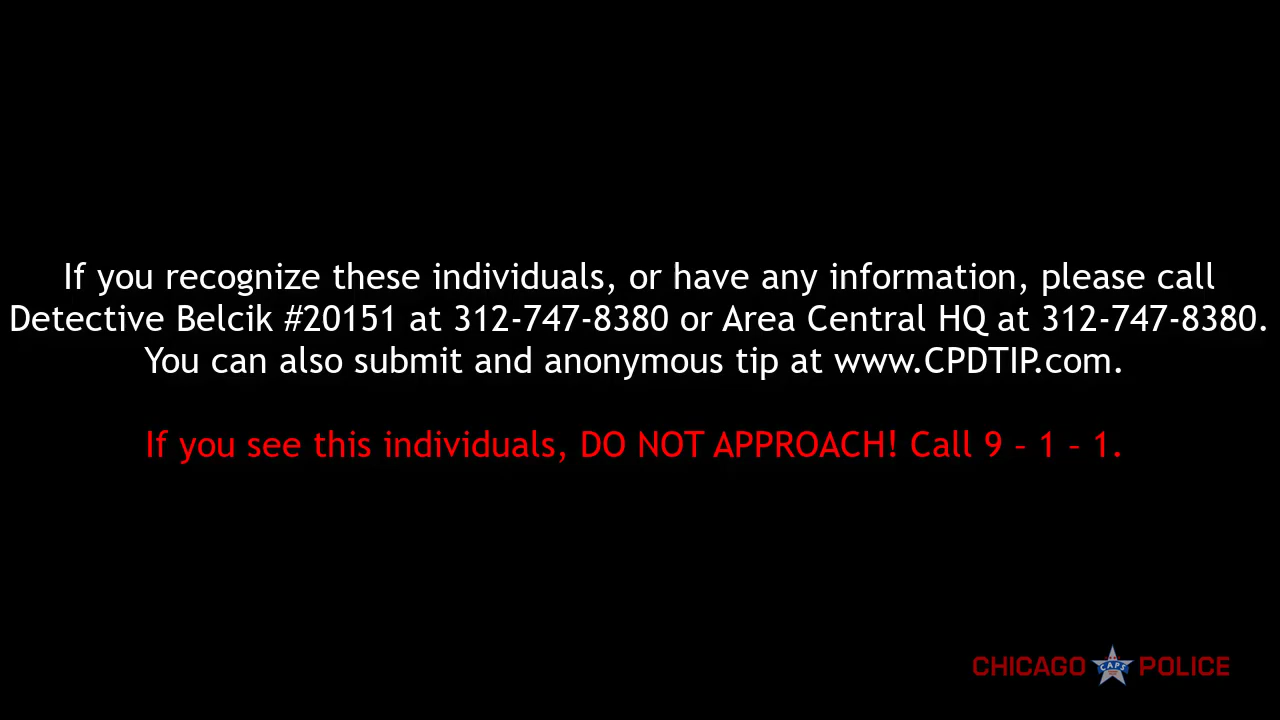 If you recognize these individuals, or have any information, please call
Detective Belcik #20151 at 312-747-8380 or Area Central HQ at 312-747-8380.
You can also submit and anonymous tip at www.CPDTIP.com.
If you see this individuals, DO NOT APPROACH! Call 9 – 1 – 1.
CHICAGO CAPS POLICE